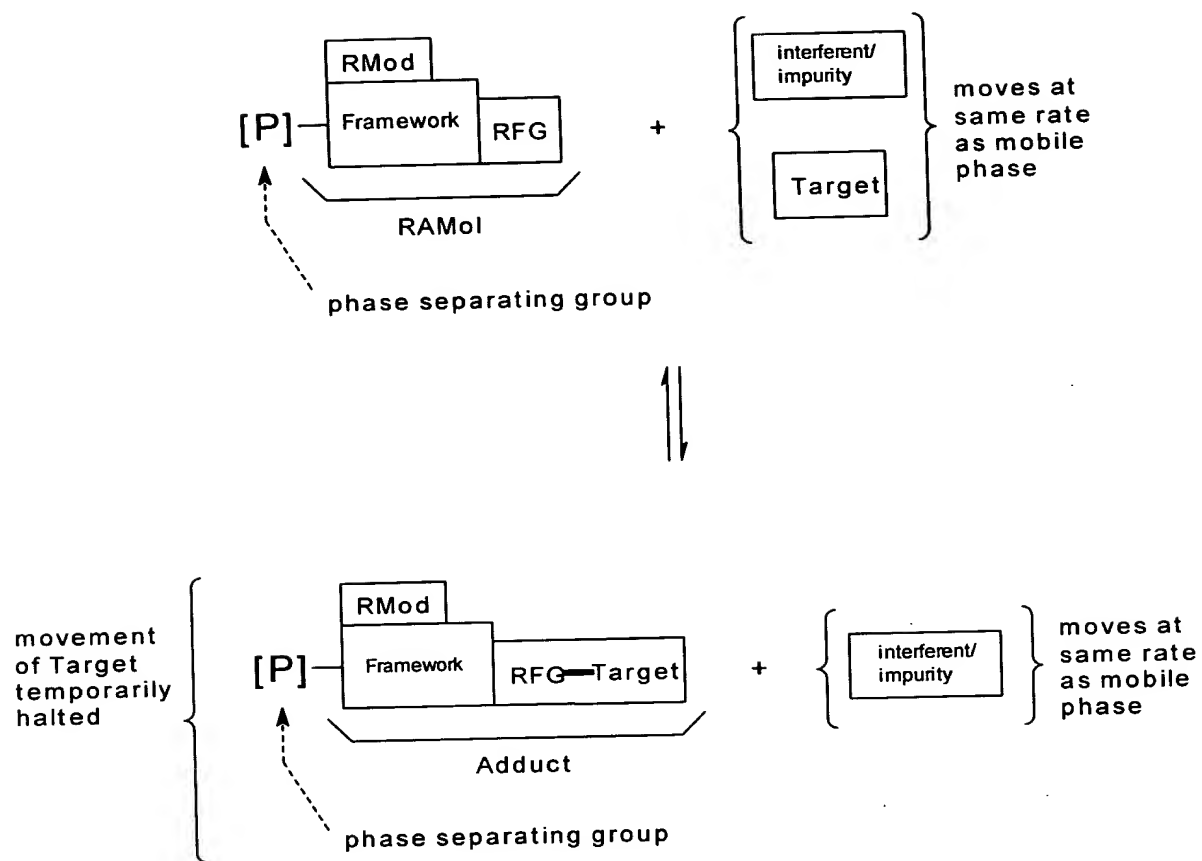 RMod
[P]
Framework
RFG
+
interferent/
impurity
Target
moves at
same rate
as mobile
phase
RAMol
phase separating group
movement
of Target
temporarily
halted
RMod
[P]
Framework
RFG
Target
+
interferent/
impurity
moves at
same rate
as mobile
phase
Adduct
phase separating group